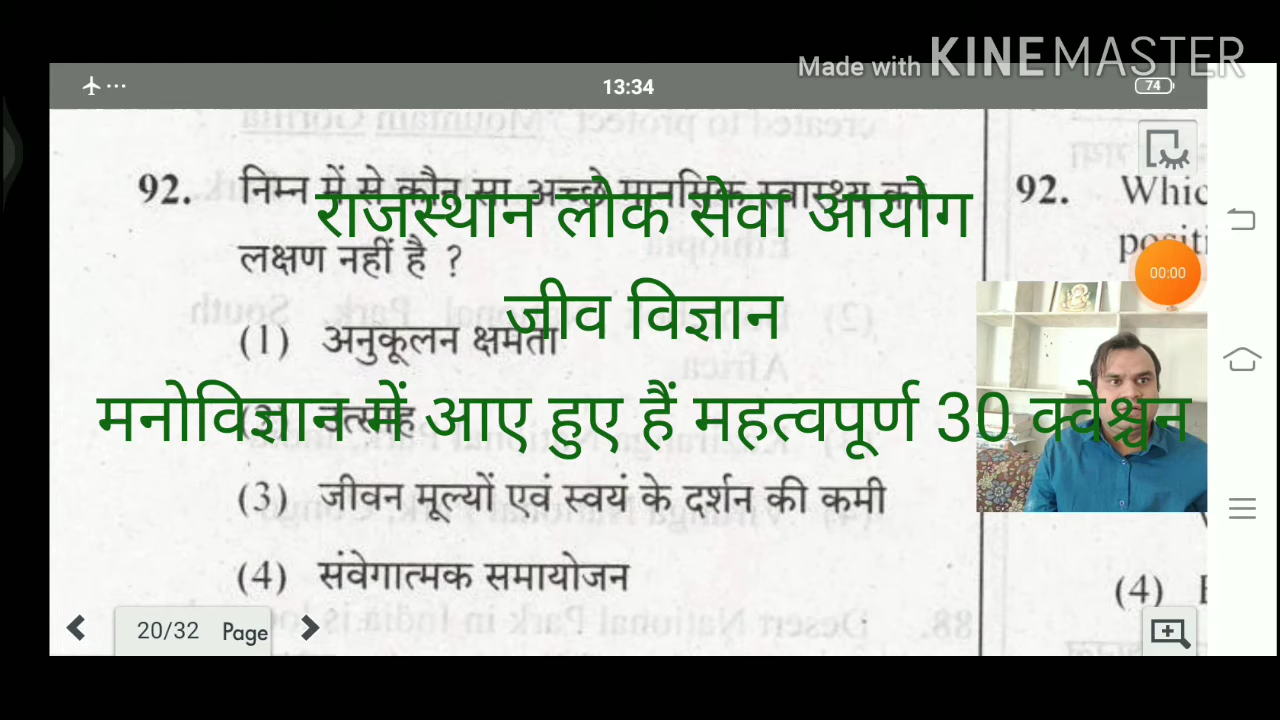 Made with KINEMASTER
13:34
74
92. निम्न में से कौन सा अच्छे मानसिक स्वास्थ्य का
राजस्थान लोक सेवा आयोग
लक्षण नहीं है ?
जीव विज्ञान
(1) अनुकूलन क्षमता
मनोविज्ञान में आए हुए हैं महत्वपूर्ण 30 क्वेश्चन
(3) जीवन मूल्यों एवं स्वयं के दर्शन की कमी
(4) संवेगात्मक समायोजन
92.
00:00
(4)
20/32 Page